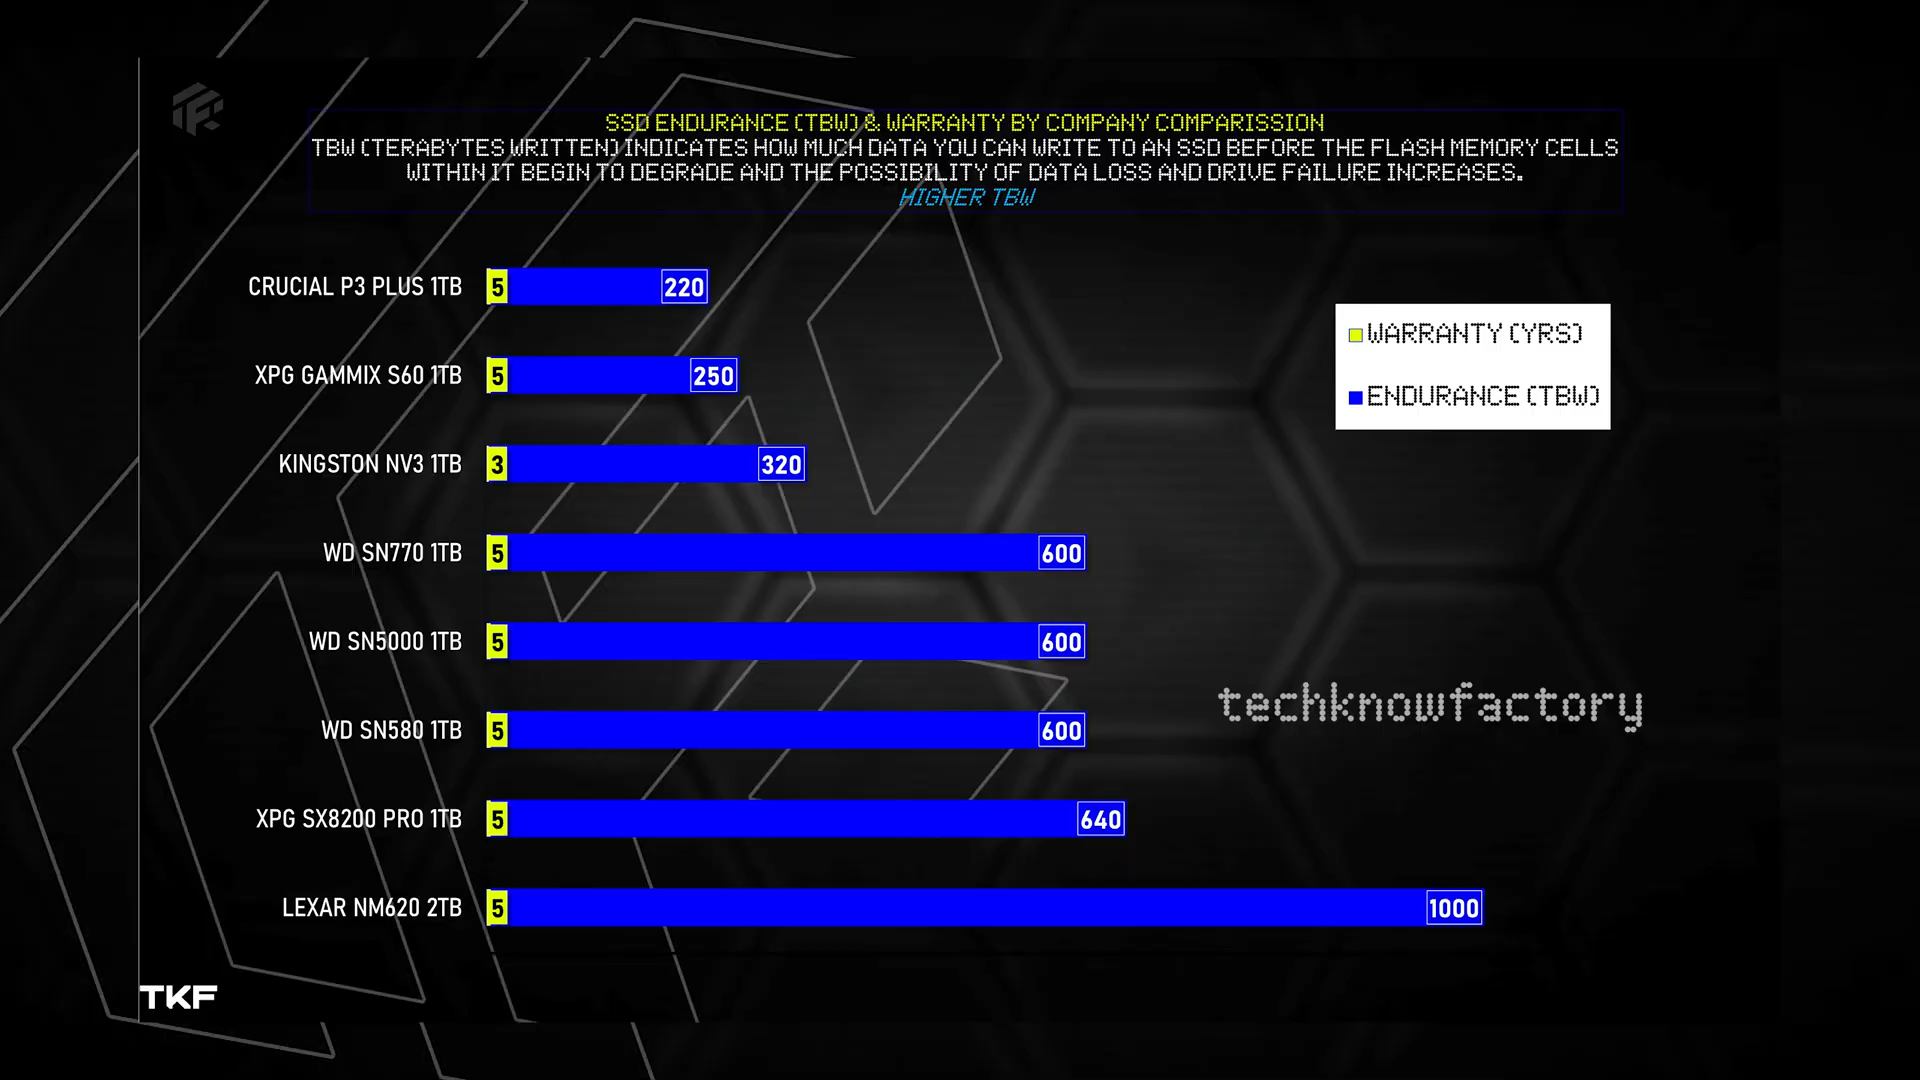 SSD ENDURANCE (TBW) & WARRANTY BY COMPANY COMPARISSION
TBW (TERABYTES WRITTEN) INDICATES HOW MUCH DATA YOU CAN WRITE TO AN SSD BEFORE THE FLASH MEMORY CELLS
WITHIN IT BEGIN TO DEGRADE AND THE POSSIBILITY OF DATA LOSS AND DRIVE FAILURE INCREASES.
HIGHER TBW
CRUCIAL P3 PLUS 1TB 5 220
WARRANTY (YRS)
XPG GAMMIX S60 1TB 5 250
ENDURANCE (TBW)
KINGSTON NV3 1TB 3 320
WD SN770 1TB 5 600
WD SN5000 1TB 5 600
techknowfactory
WD SN580 1TB 5 600
XPG SX8200 PRO 1TB 5 640
LEXAR NM620 2TB 5 1000
TKF